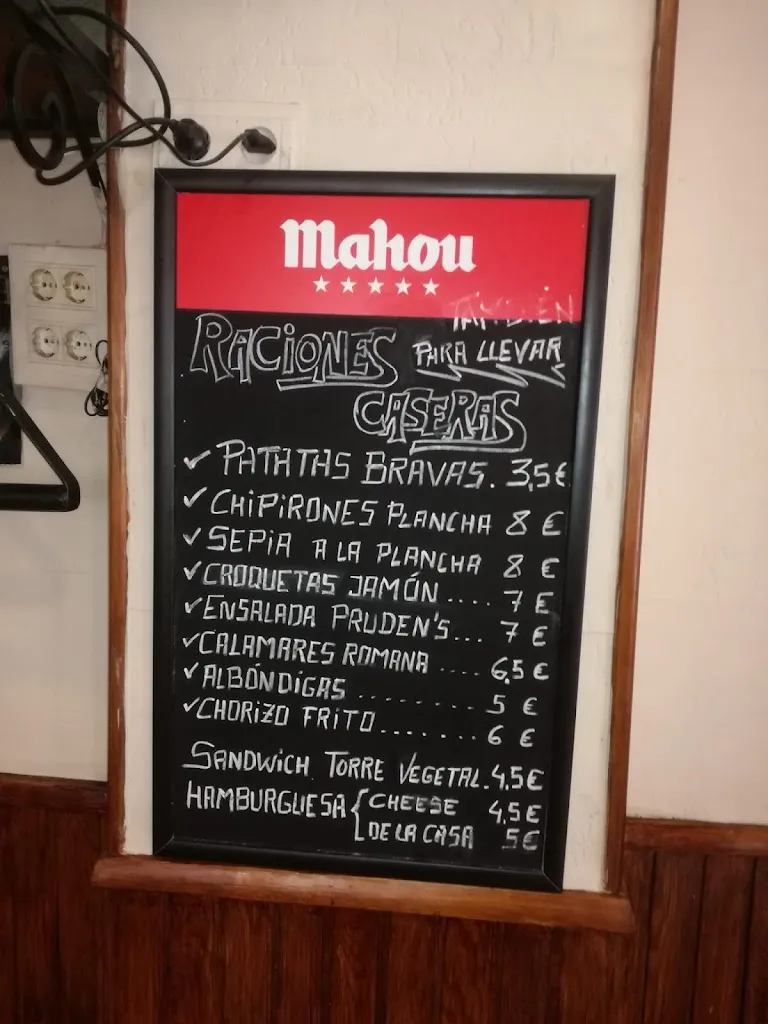 Mahou
TAMBIÉN
RACIONES PARA LLEVAR
CASERAS
✓ PATATAS BRAVAS. 3,5€
✓ CHIPIRONES PLANCHA 8 €
✓ SEPIA A LA PLANCHA 8 €
✓ CROQUETAS JAMÓN .... 7 €
✓ ENSALADA PRUDEN'S... 7 €
✓ CALAMARES ROMANA .... 6,5€
✓ ALBÓNDIGAS ........ 5 €
✓ CHORIZO FRITO....... 6 €
SANDWICH TORRE VEGETAL. 4,5€
HAMBURGUESA { CHEESE 4,5€
DE LA CASA 5€